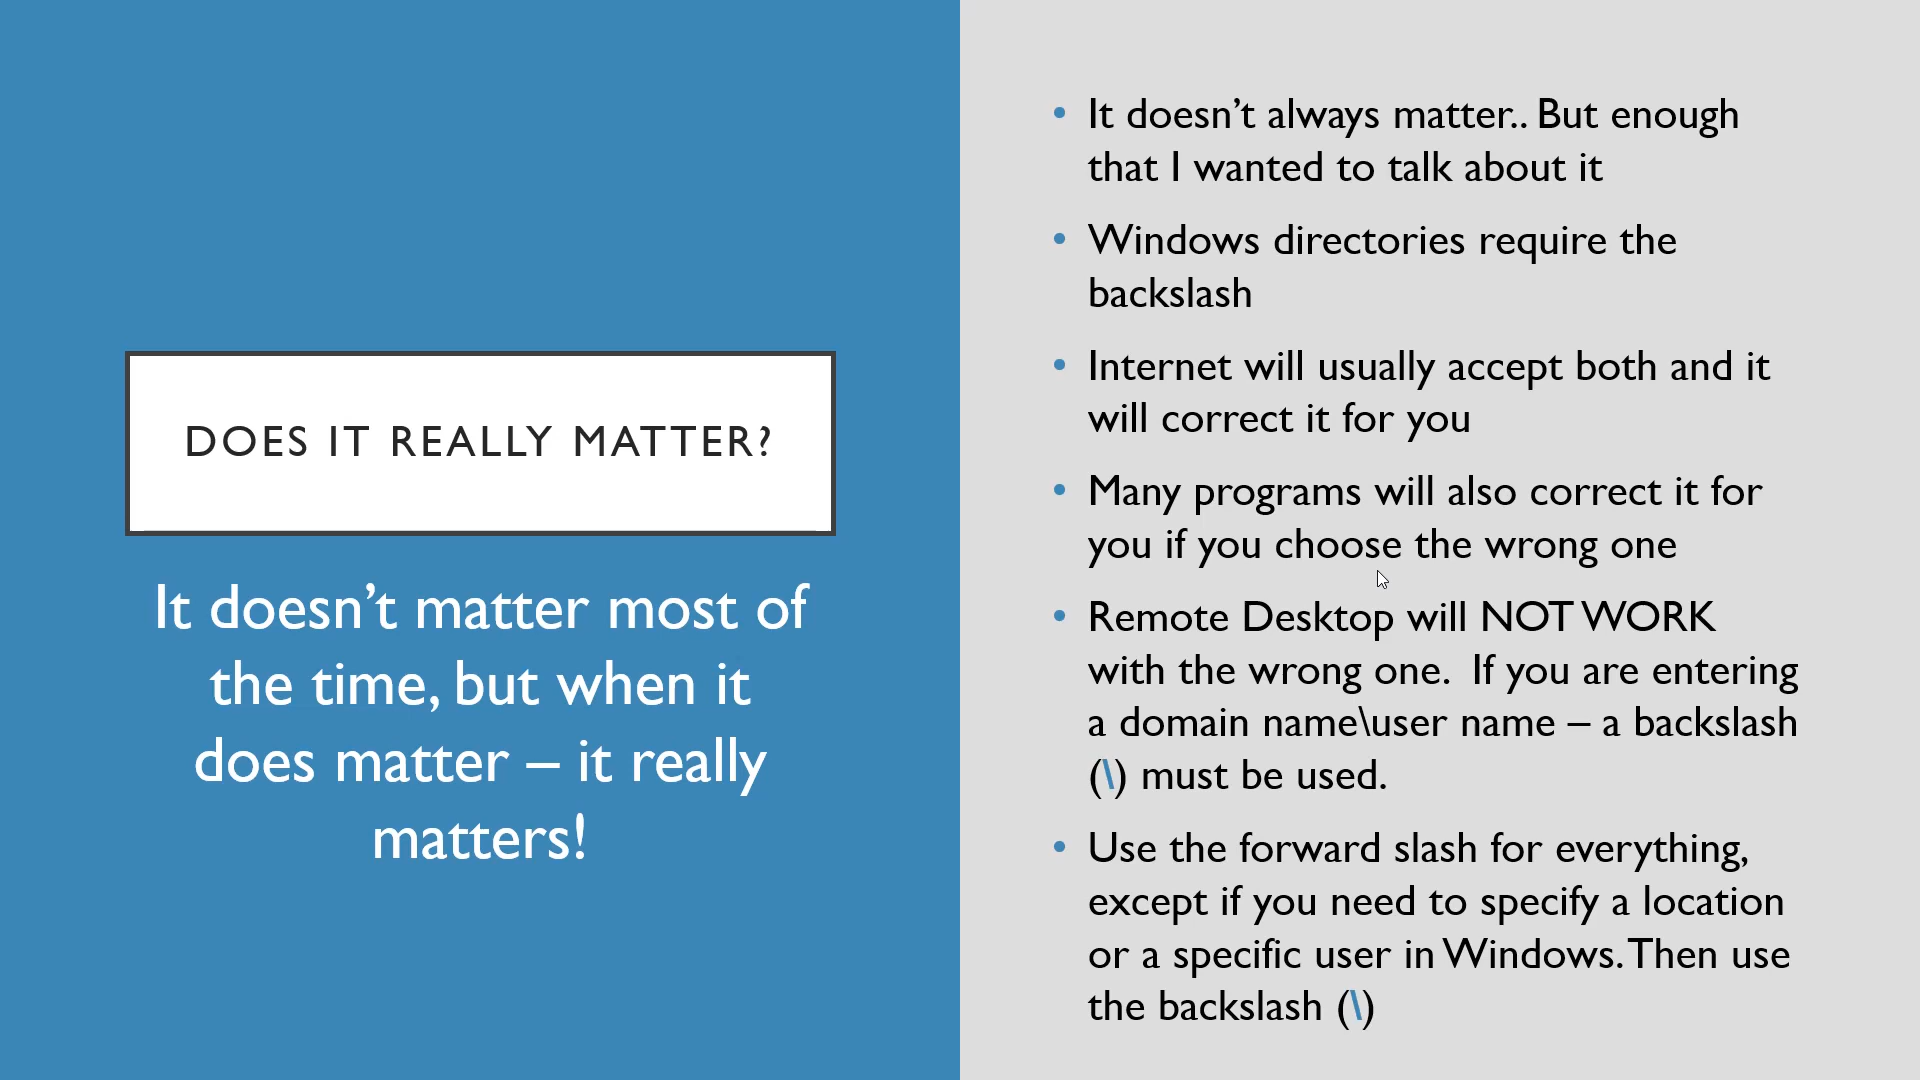 DOES IT REALLY MATTER?
It doesn’t matter most of
the time, but when it
does matter – it really
matters!
• It doesn’t always matter.. But enough
that I wanted to talk about it
• Windows directories require the
backslash
• Internet will usually accept both and it
will correct it for you
• Many programs will also correct it for
you if you choose the wrong one
• Remote Desktop will NOT WORK
with the wrong one.  If you are entering
a domain name\user name – a backslash
(\) must be used.
• Use the forward slash for everything,
except if you need to specify a location
or a specific user in Windows. Then use
the backslash (\)